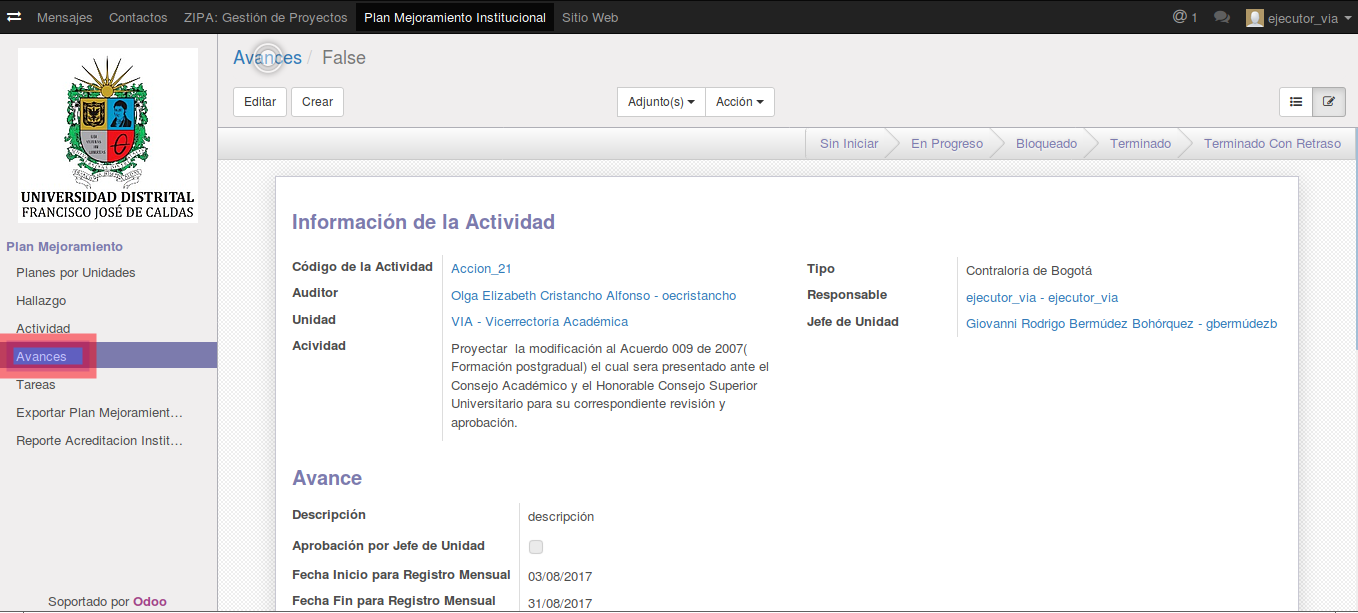 Mensajes Contactos ZIPA: Gestión de Proyectos Plan Mejoramiento Institucional Sitio Web @ 1 ejecutor_via
UNIVERSIDAD DISTRITAL
FRANCISCO JOSÉ DE CALDAS
Plan Mejoramiento
Planes por Unidades
Hallazgo
Actividad
Avances
Tareas
Exportar Plan Mejoramient...
Reporte Acreditacion Instit...
Soportado por Odoo
Avances / False
Editar Crear Adjunto(s) Acción
Sin Iniciar En Progreso Bloqueado Terminado Terminado Con Retraso
Información de la Actividad
Código de la Actividad Accion_21
Auditor Olga Elizabeth Cristancho Alfonso - oecristancho
Unidad VIA - Vicerrectoría Académica
Acividad Proyectar la modificación al Acuerdo 009 de 2007(
Formación postgradual) el cual sera presentado ante el
Consejo Académico y el Honorable Consejo Superior
Universitario para su correspondiente revisión y
aprobación.
Tipo Contraloría de Bogotá
Responsable ejecutor_via - ejecutor_via
Jefe de Unidad Giovanni Rodrigo Bermúdez Bohórquez - gbermúdezb
Avance
Descripción descripción
Aprobación por Jefe de Unidad
Fecha Inicio para Registro Mensual 03/08/2017
Fecha Fin para Registro Mensual 31/08/2017